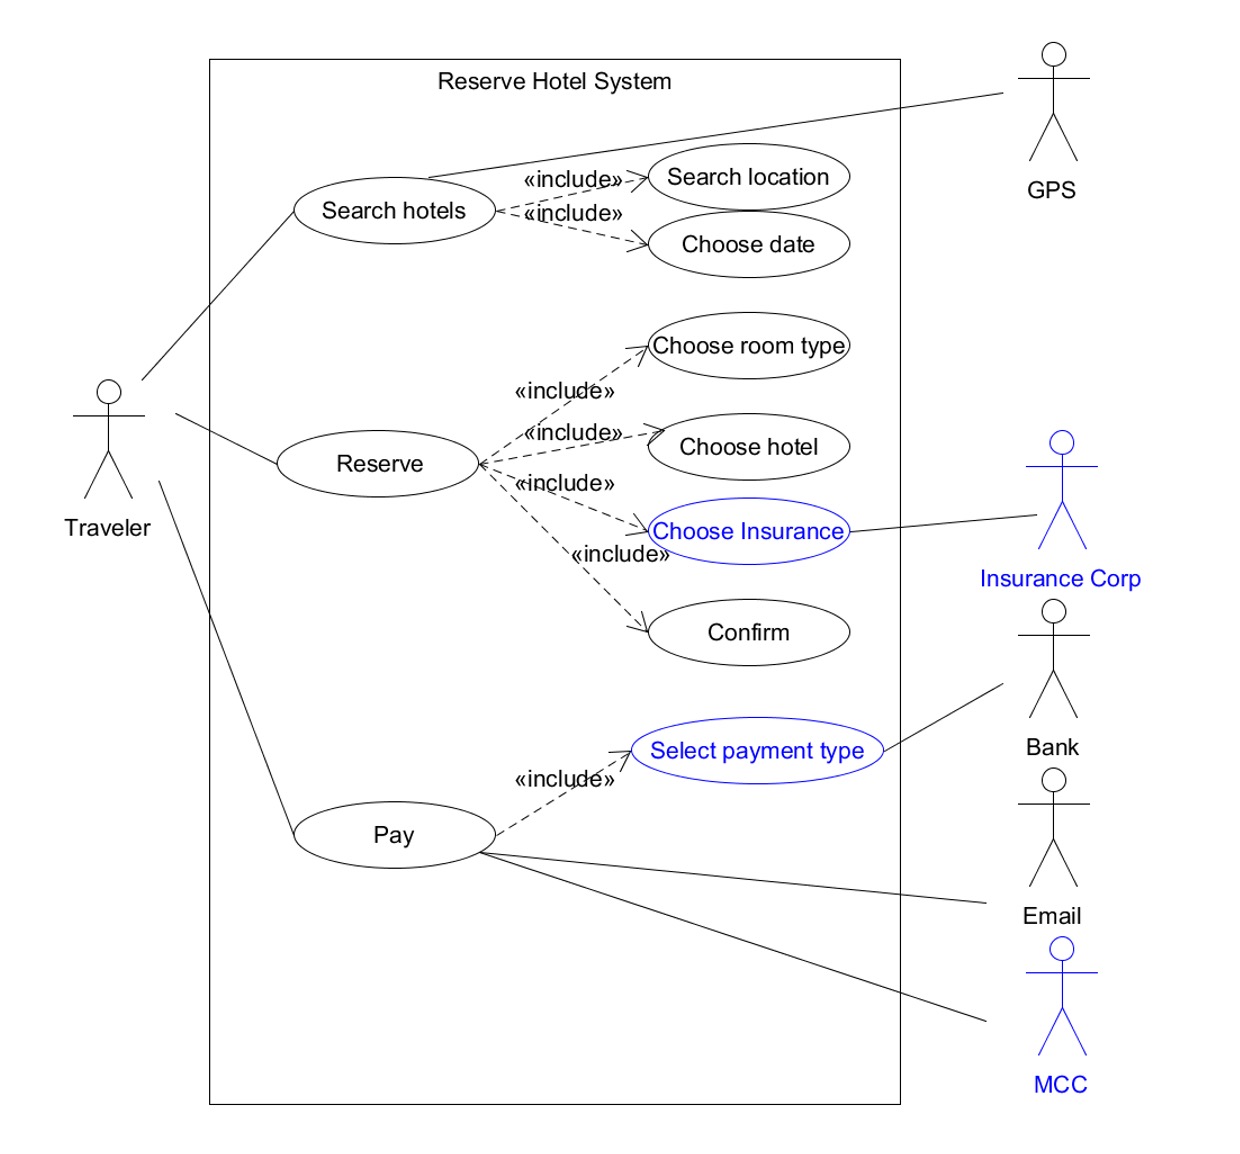 Reserve Hotel System
GPS
«include»
Search location
Search hotels
«include»
Choose date
Choose room type
«include»
«include»
Choose hotel
Reserve
«include»
Traveler
Choose Insurance
«include»
Insurance Corp
Confirm
Bank
Select payment type
«include»
Pay
Email
MCC